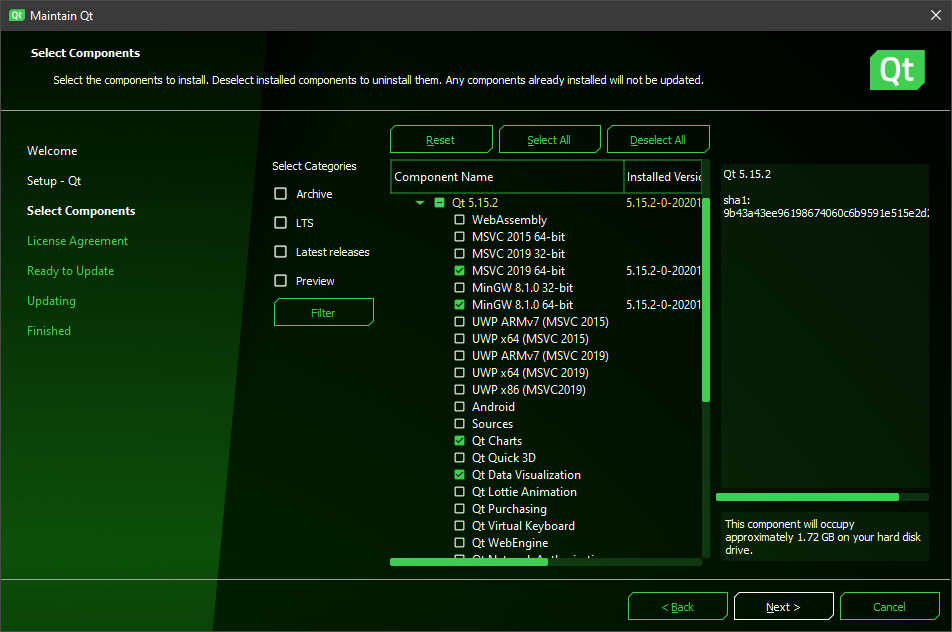 Qt Maintain Qt
Select Components
Select the components to install. Deselect installed components to uninstall them. Any components already installed will not be updated.
Qt
Welcome
Setup - Qt
Select Components
License Agreement
Ready to Update
Updating
Finished
Select Categories
Archive
LTS
Latest releases
Preview
Filter
Reset Select All Deselect All
Component Name Installed Versic
Qt 5.15.2 5.15.2-0-20201
WebAssembly
MSVC 2015 64-bit
MSVC 2019 32-bit
MSVC 2019 64-bit 5.15.2-0-20201
MinGW 8.1.0 32-bit
MinGW 8.1.0 64-bit 5.15.2-0-20201
UWP ARMv7 (MSVC 2015)
UWP x64 (MSVC 2015)
UWP ARMv7 (MSVC 2019)
UWP x64 (MSVC 2019)
UWP x86 (MSVC2019)
Android
Sources
Qt Charts
Qt Quick 3D
Qt Data Visualization
Qt Lottie Animation
Qt Purchasing
Qt Virtual Keyboard
Qt WebEngine
Qt 5.15.2
sha1:
9b43a43ee96198674060c6b9591e515e2d2
This component will occupy
approximately 1.72 GB on your hard disk
drive.
< Back Next > Cancel